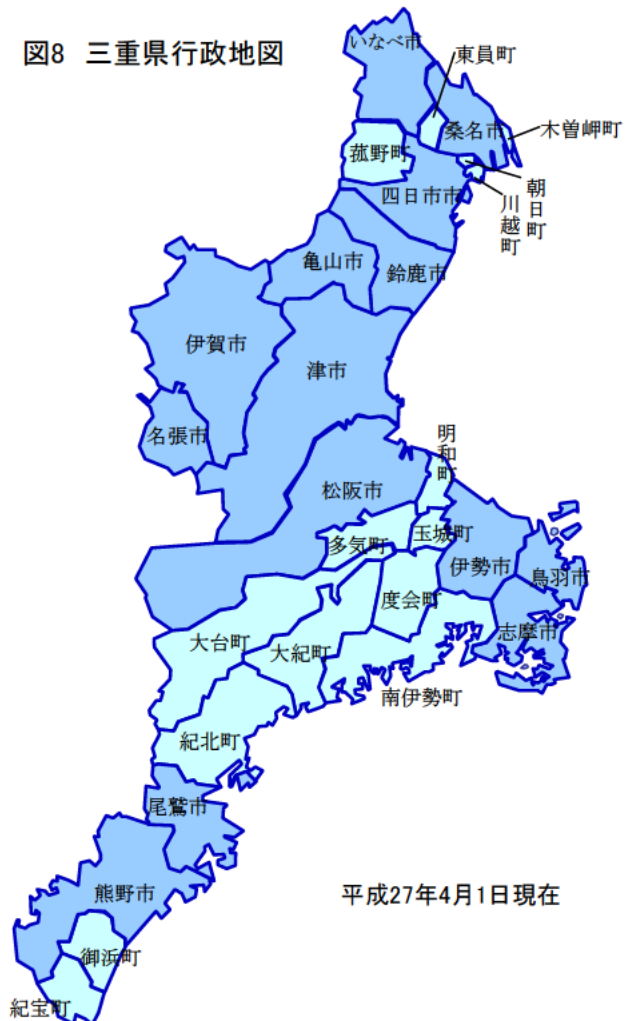 図8 三重県行政地図
いなべ市
東員町
桑名市
木曽岬町
菰野町
朝日町
川越町
四日市市
亀山市
鈴鹿市
伊賀市
津市
名張市
明和町
松阪市
多気町
玉城町
伊勢市
鳥羽市
度会町
志摩市
大台町
大紀町
南伊勢町
紀北町
尾鷲市
熊野市
平成27年4月1日現在
御浜町
紀宝町